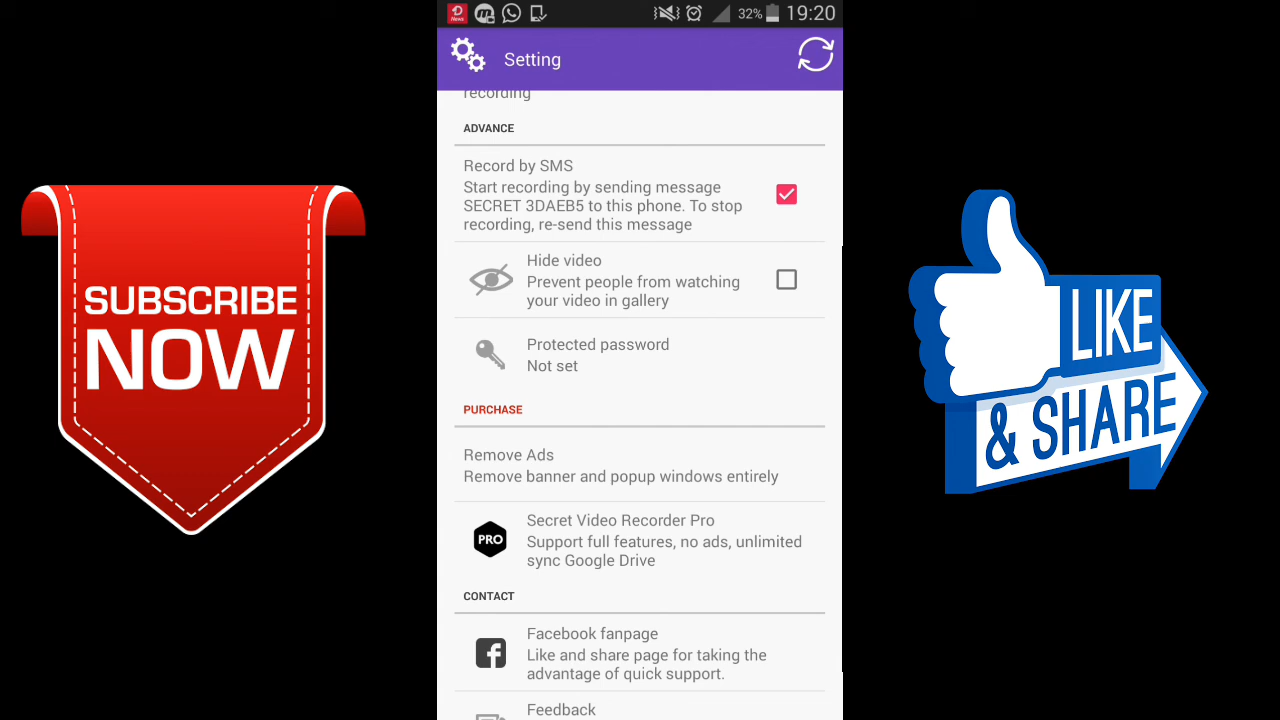 News
32%
19:20
Setting
recording
ADVANCE
Record by SMS
Start recording by sending message
SECRET 3DAEB5 to this phone. To stop
recording, re-send this message
Hide video
Prevent people from watching
your video in gallery
Protected password
Not set
PURCHASE
Remove Ads
Remove banner and popup windows entirely
PRO
Secret Video Recorder Pro
Support full features, no ads, unlimited
sync Google Drive
CONTACT
Facebook fanpage
Like and share page for taking the
advantage of quick support.
Feedback
SUBSCRIBE
NOW
LIKE
& SHARE